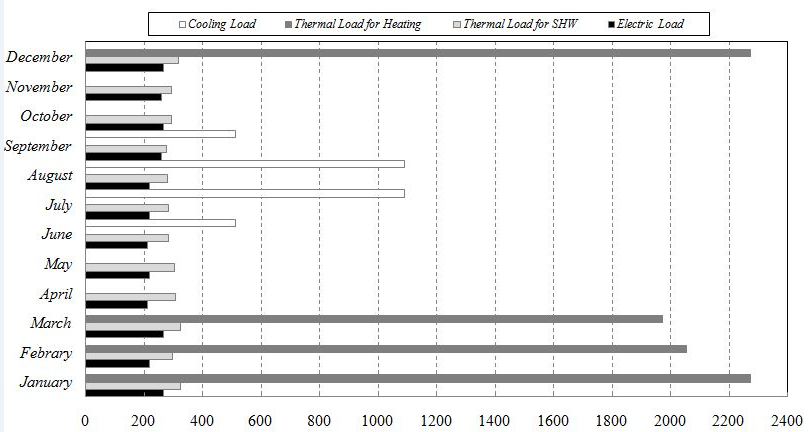 Cooling Load Thermal Load for Heating Thermal Load for SHW Electric Load
December
November
October
September
August
July
June
May
April
March
Febrary
January
0 200 400 600 800 1000 1200 1400 1600 1800 2000 2200 2400